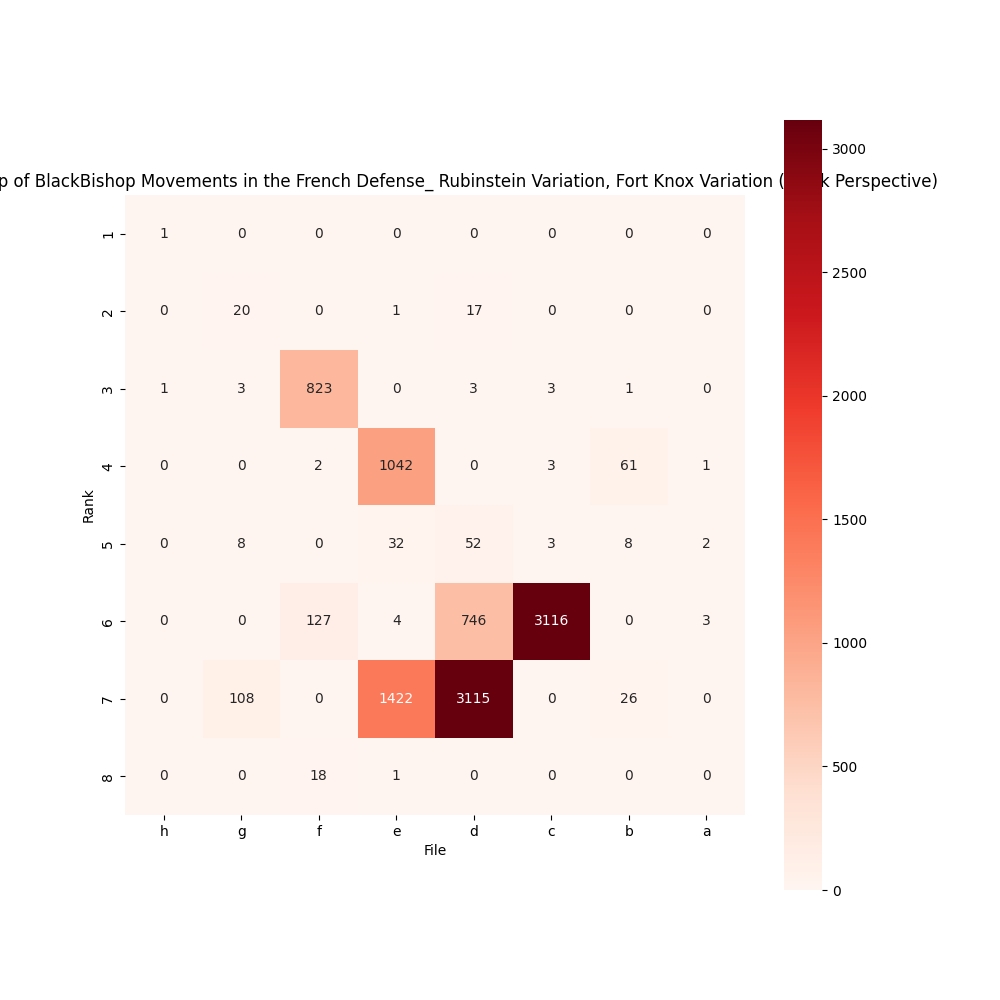 p of BlackBishop Movements in the French Defense_ Rubinstein Variation, Fort Knox Variation ( k Perspective)
1 1 0 0 0 0 0 0 0
2 0 20 0 1 17 0 0 0
3 1 3 823 0 3 3 1 0
4 0 0 2 1042 0 3 61 1
5 0 8 0 32 52 3 8 2
6 0 0 127 4 746 3116 0 3
7 0 108 0 1422 3115 0 26 0
8 0 0 18 1 0 0 0 0
h g f e d c b a
File
Rank
3000
2500
2000
1500
1000
500
0